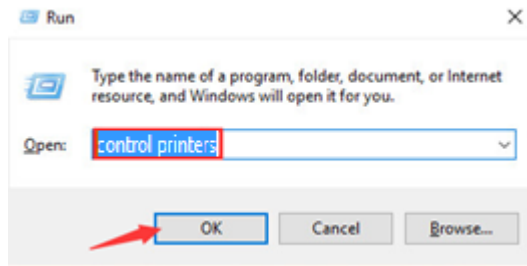 Run
Type the name of a program, folder, document, or Internet
resource, and Windows will open it for you.
Open: control printers
OK Cancel Browse...